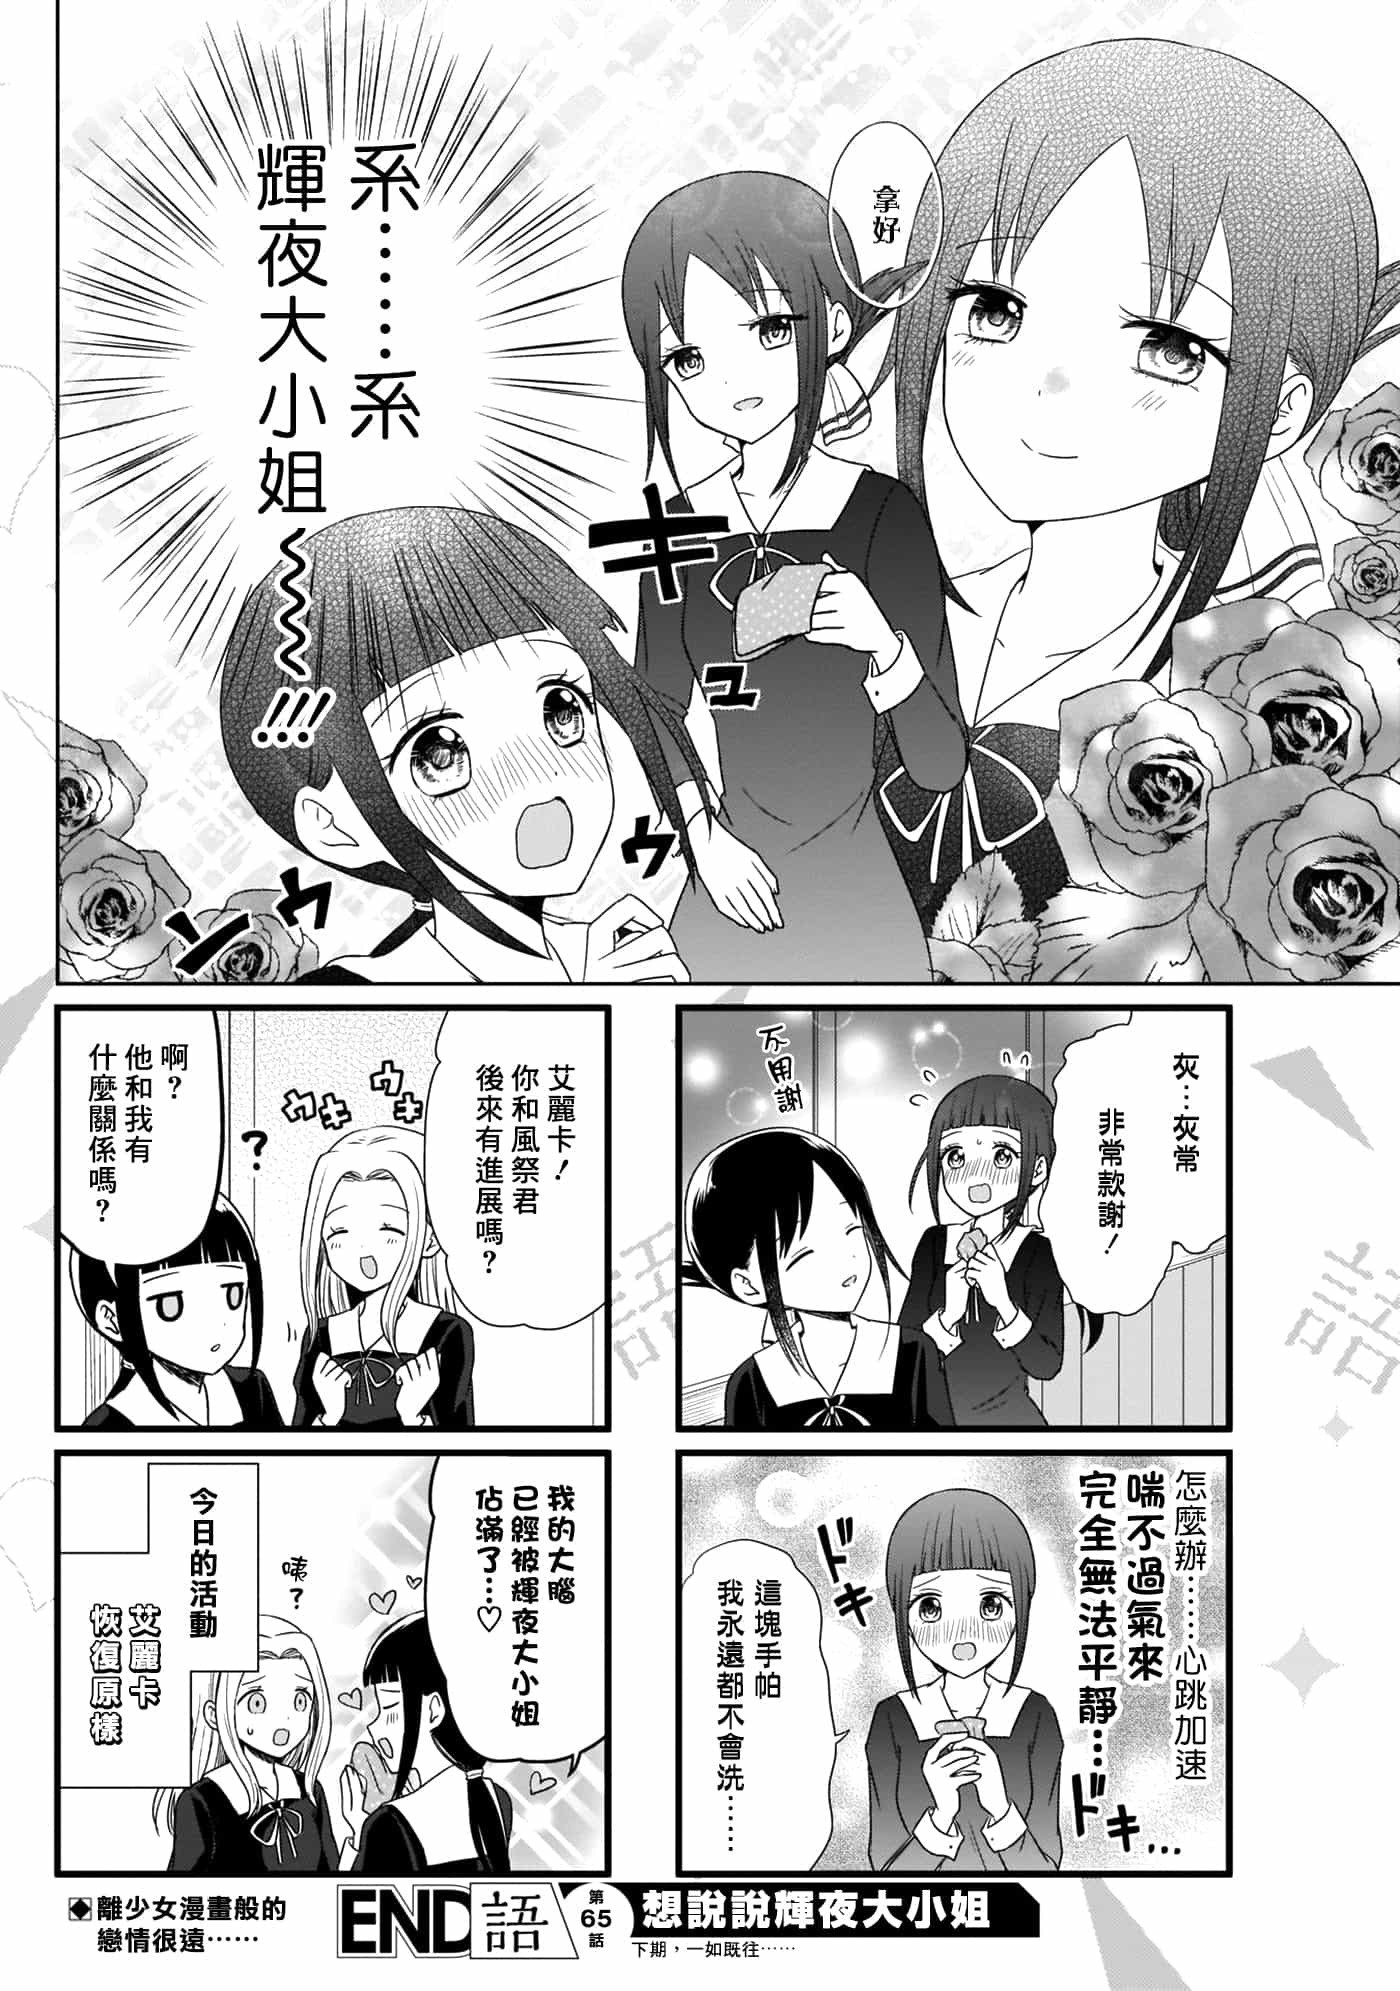 拿好
系……系
輝夜大小姐～～～!!!
キ
ュ
ゥ
ゥ
ン
灰…灰常
非常款謝！
不用謝
怎麼辦……心跳加速
喘不過氣來
完全無法平靜…
ドキ
ドキ…
這塊手帕
我永遠都不會洗……
艾麗卡！
你和風祭君
後來有進展嗎？
ウキ
ウキ
？
啊？
他和我有
什麼關係嗎？
我的大腦
已經被輝夜大小姐
佔滿了…♡
咦？
今日的活動
艾麗卡
恢復原樣
離少女漫畫般的
戀情很遠……
END
語
第
65
話
想說說輝夜大小姐
下期，一如既往……
語
語